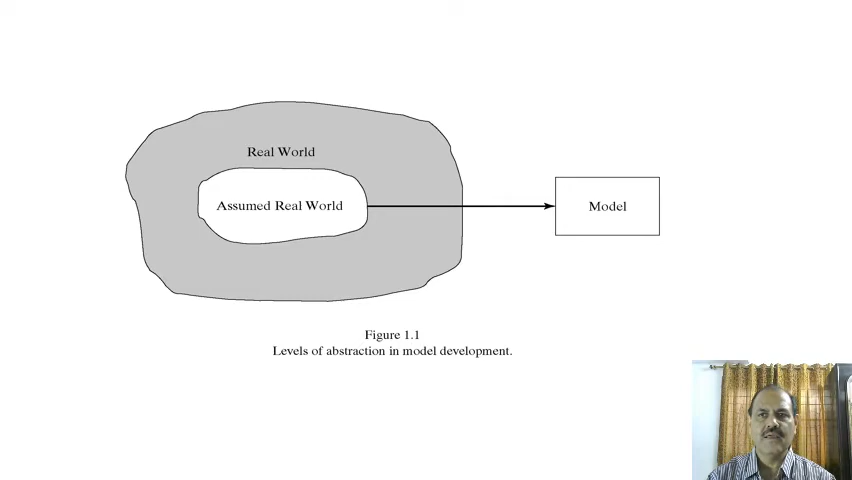 Real World
Assumed Real World
Model
Figure 1.1
Levels of abstraction in model development.